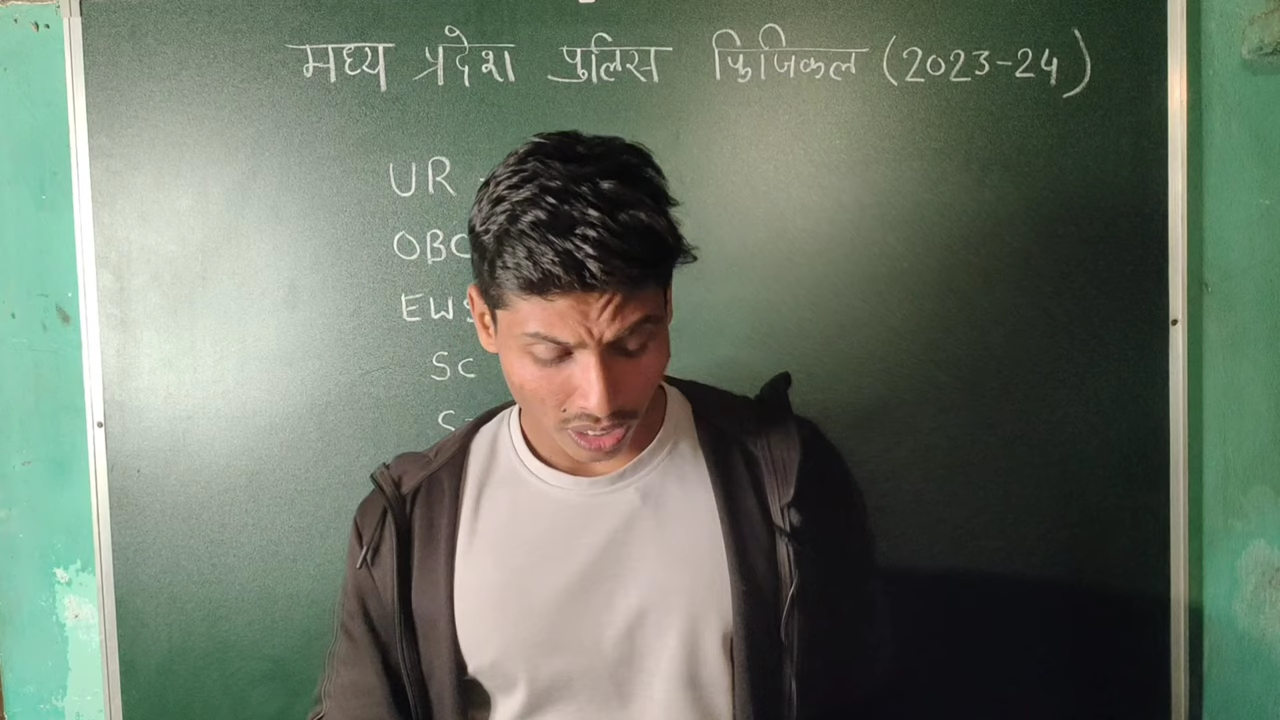 मध्य प्रदेश पुलिस फिजिकल (2023-24)
UR -
OBC
EWS
SC